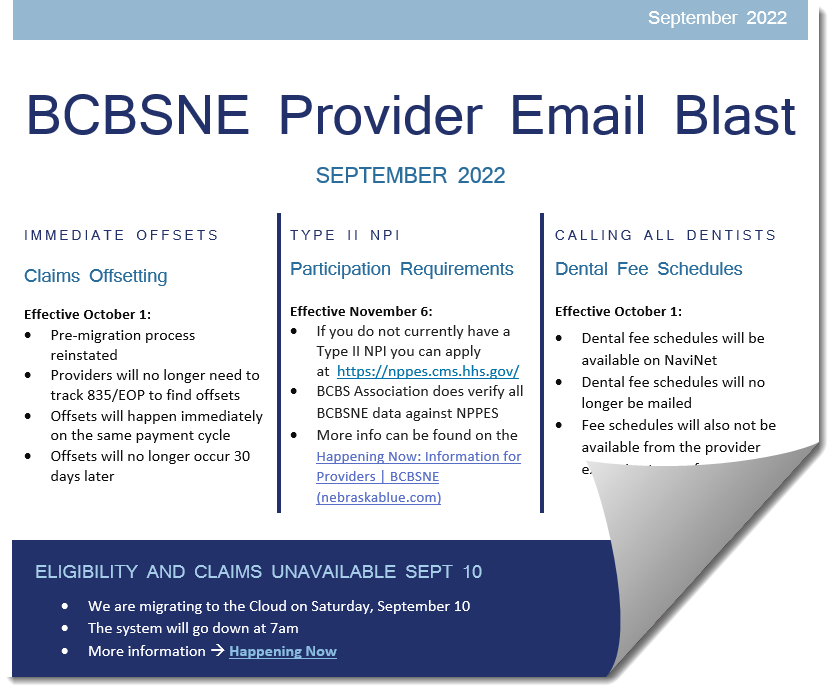 September 2022
BCBSNE Provider Email Blast
SEPTEMBER 2022
IMMEDIATE OFFSETS
Claims Offsetting
Effective October 1:
• Pre-migration process
reinstated
• Providers will no longer need to
track 835/EOP to find offsets
• Offsets will happen immediately
on the same payment cycle
• Offsets will no longer occur 30
days later
TYPE II NPI
Participation Requirements
Effective November 6:
• If you do not currently have a
Type II NPI you can apply
at https://nppes.cms.hhs.gov/
• BCBS Association does verify all
BCBSNE data against NPPES
• More info can be found on the
Happening Now: Information for
Providers | BCBSNE
(nebraskablue.com)
CALLING ALL DENTISTS
Dental Fee Schedules
Effective October 1:
• Dental fee schedules will be
available on NaviNet
• Dental fee schedules will no
longer be mailed
• Fee schedules will also not be
available from the provider
ELIGIBILITY AND CLAIMS UNAVAILABLE SEPT 10
• We are migrating to the Cloud on Saturday, September 10
• The system will go down at 7am
• More information → Happening Now